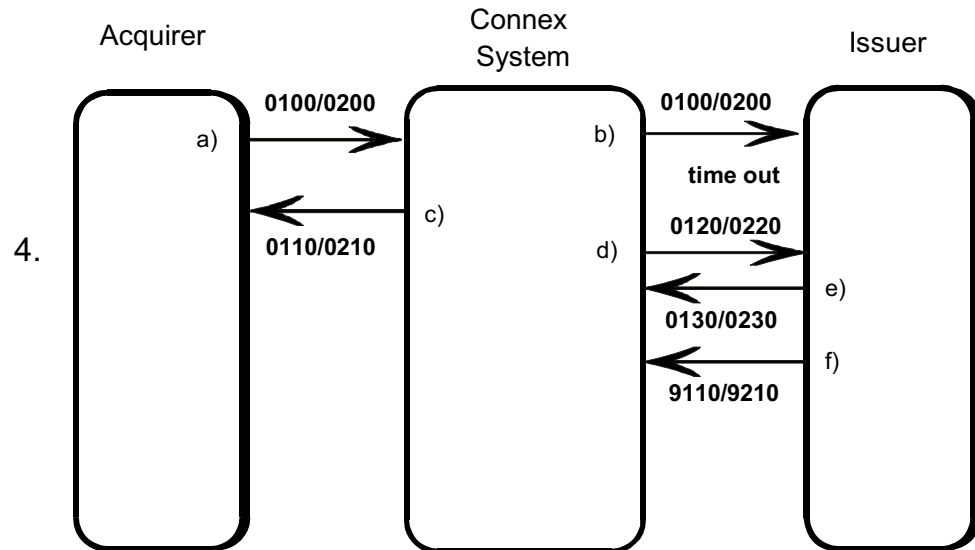 Acquirer
Connex
System
Issuer
0100/0200
0100/0200
a)
b)
time out
c)
0110/0210
0120/0220
4.
d)
e)
0130/0230
f)
9110/9210